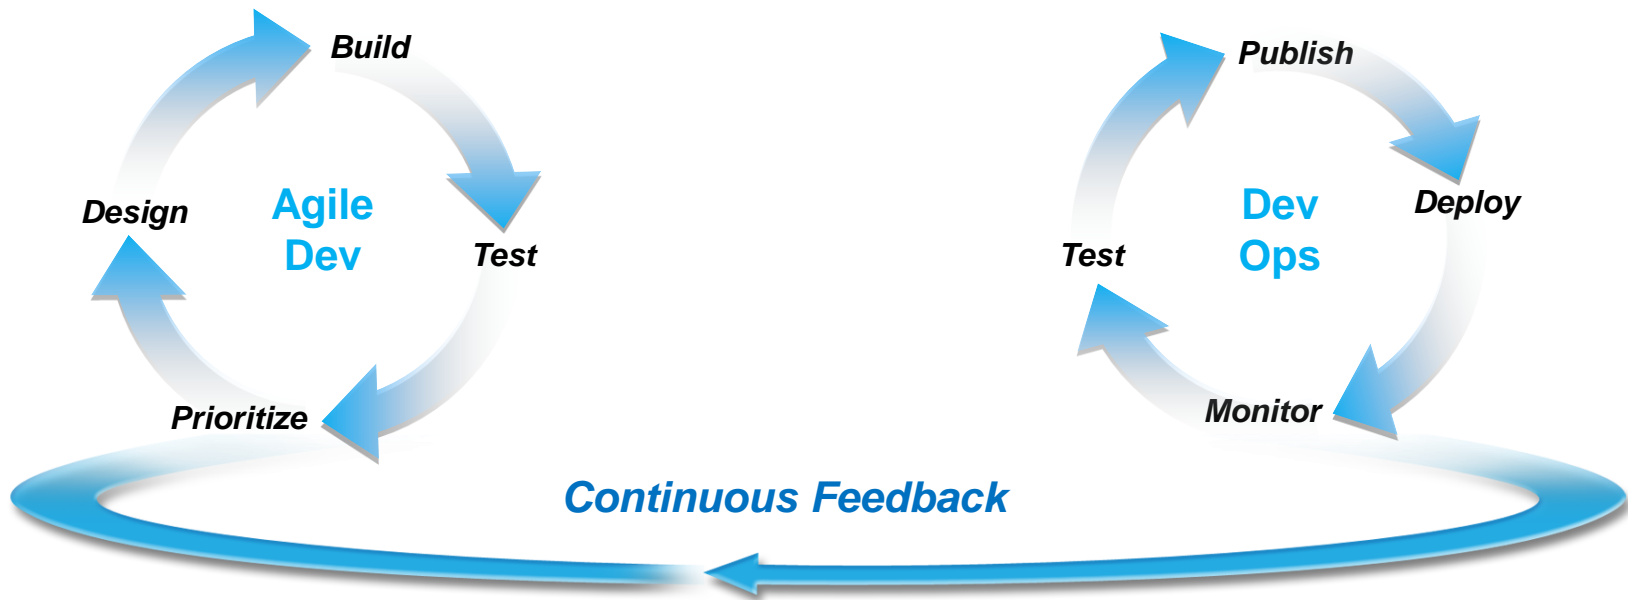 Build
Design
Agile
Dev
Test
Prioritize
Publish
Deploy
Dev
Ops
Test
Monitor
Continuous Feedback